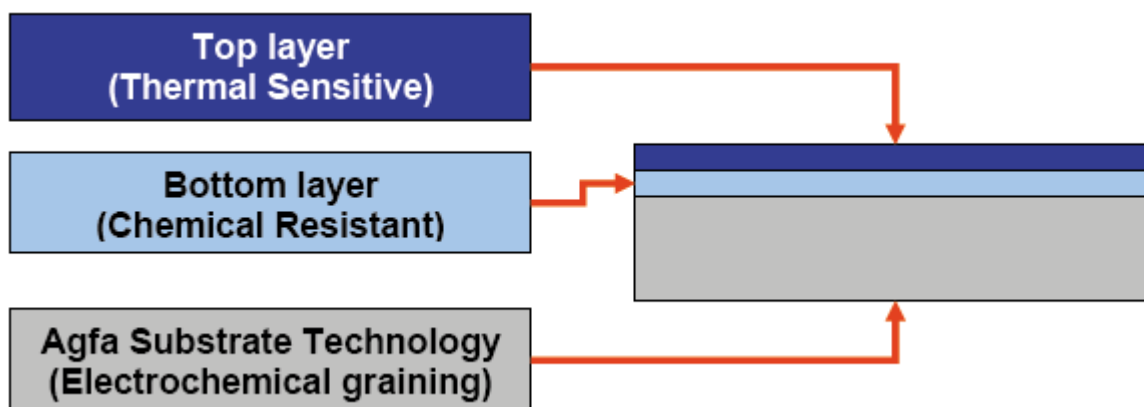 Top layer
(Thermal Sensitive)
Bottom layer
(Chemical Resistant)
Agfa Substrate Technology
(Electrochemical graining)